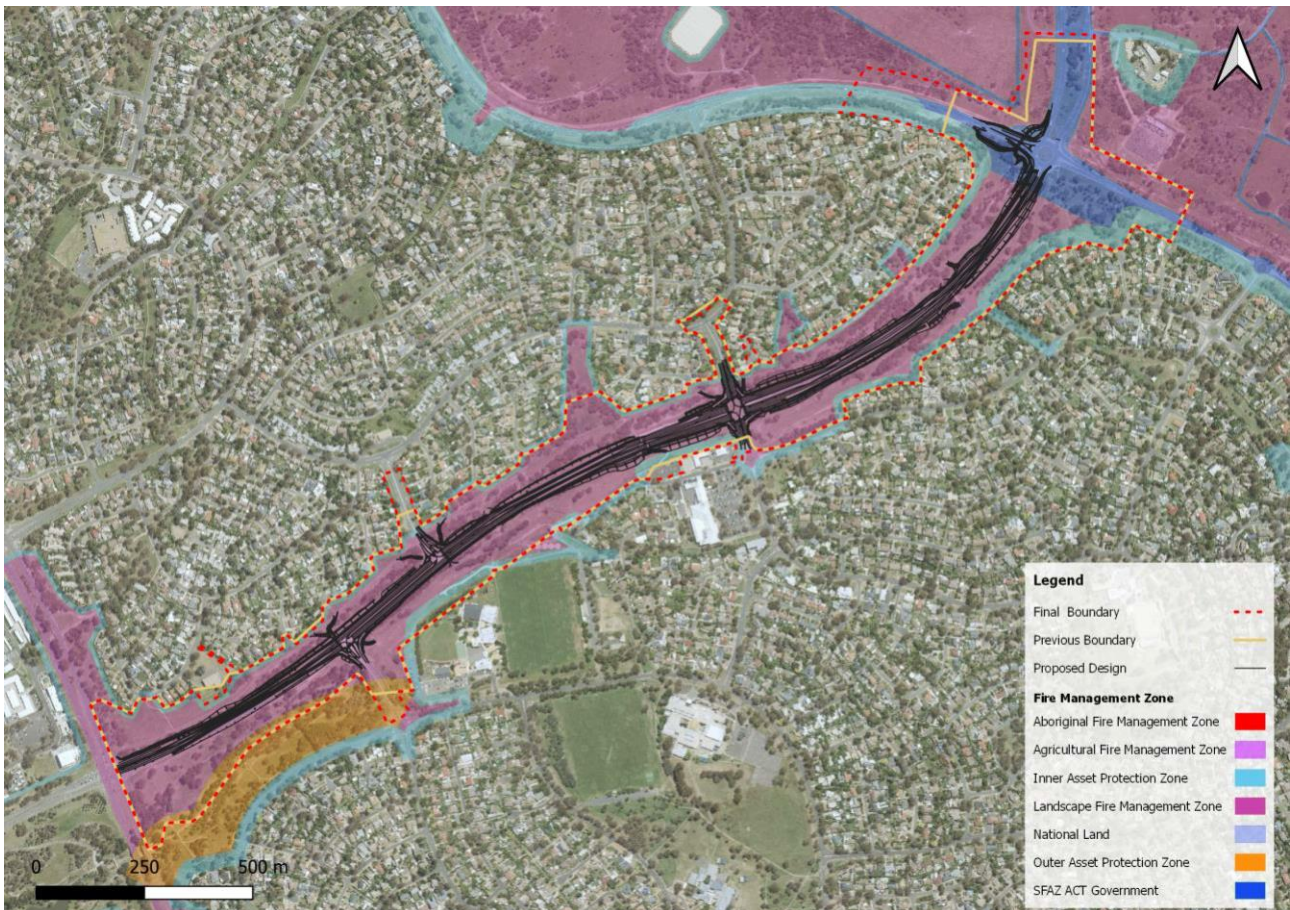 Legend
Final Boundary
Previous Boundary
Proposed Design
Fire Management Zone
Aboriginal Fire Management Zone
Agricultural Fire Management Zone
Inner Asset Protection Zone
Landscape Fire Management Zone
National Land
Outer Asset Protection Zone
SFAZ ACT Government
0 250 500 m